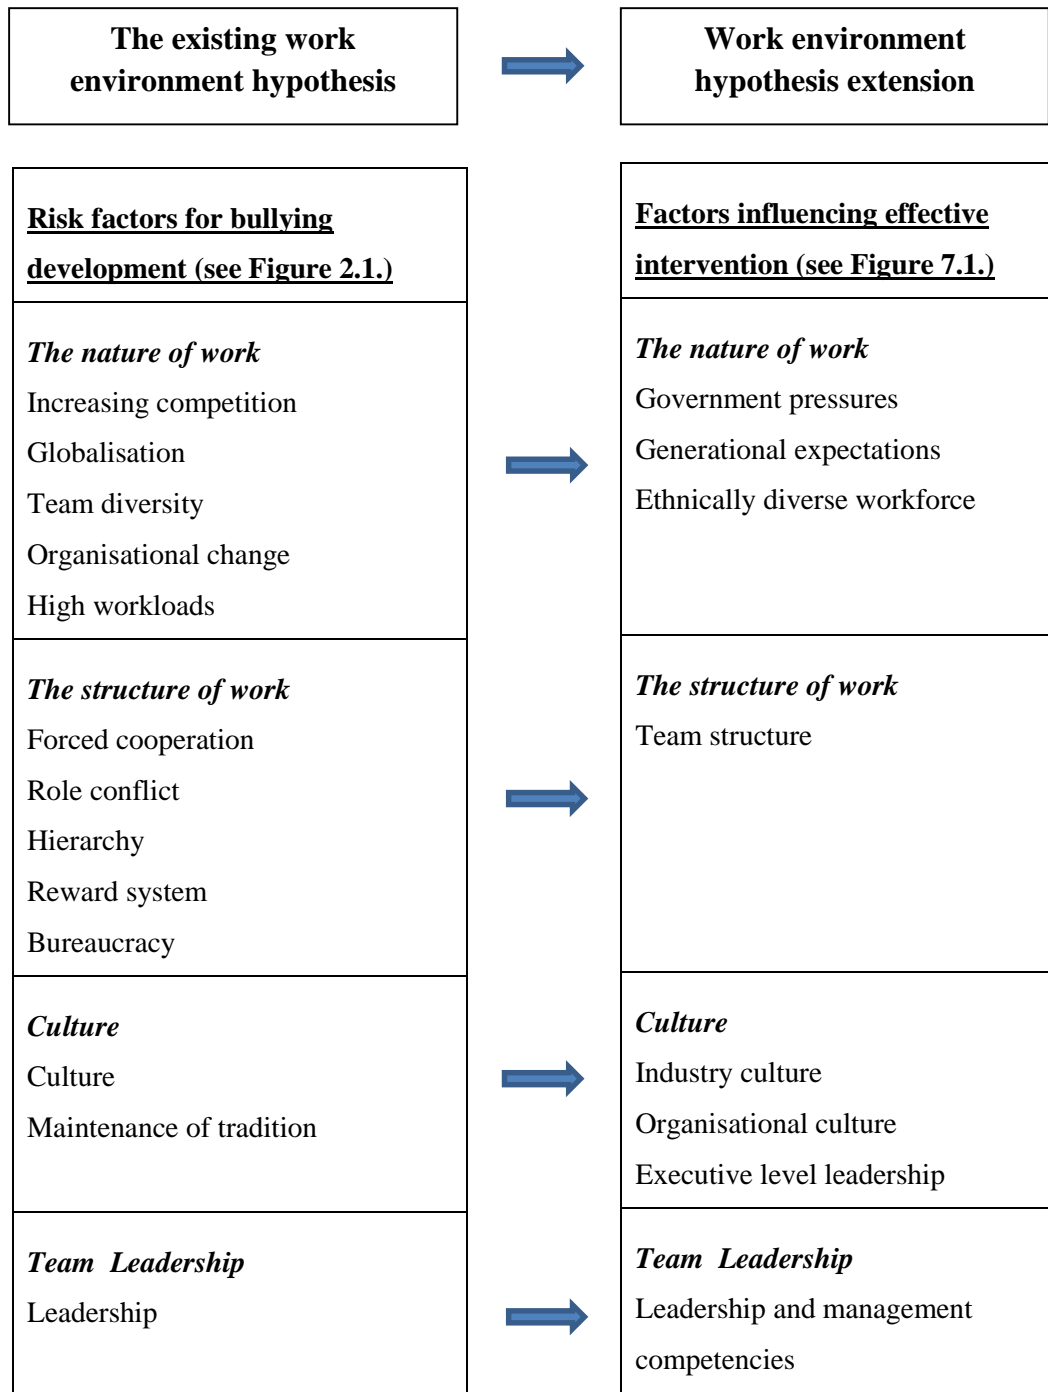 The existing work
environment hypothesis
Work environment
hypothesis extension
Risk factors for bullying
development (see Figure 2.1.)
The nature of work
Increasing competition
Globalisation
Team diversity
Organisational change
High workloads
The structure of work
Forced cooperation
Role conflict
Hierarchy
Reward system
Bureaucracy
Culture
Culture
Maintenance of tradition
Team  Leadership
Leadership
Factors influencing effective
intervention (see Figure 7.1.)
The nature of work
Government pressures
Generational expectations
Ethnically diverse workforce
The structure of work
Team structure
Culture
Industry culture
Organisational culture
Executive level leadership
Team  Leadership
Leadership and management
competencies